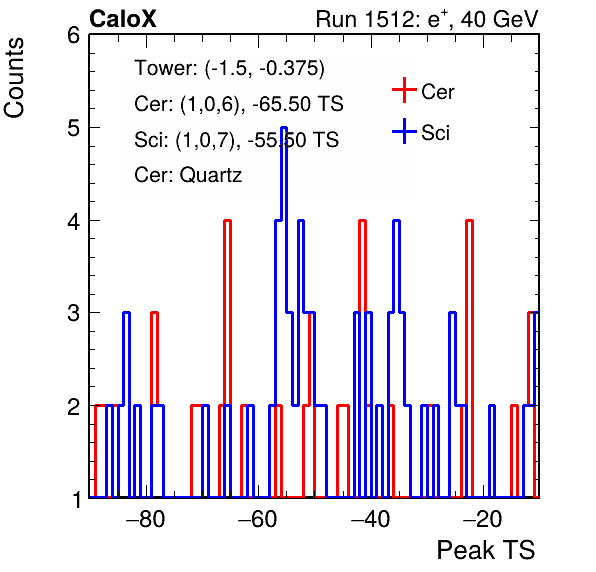 CaloX Run 1512: e+, 40 GeV
Counts
6
5
4
3
2
1
Tower: (-1.5, -0.375)
Cer: (1,0,6), -65.50 TS
Sci: (1,0,7), -55.50 TS
Cer: Quartz
Cer
Sci
−80 −60 −40 −20
Peak TS